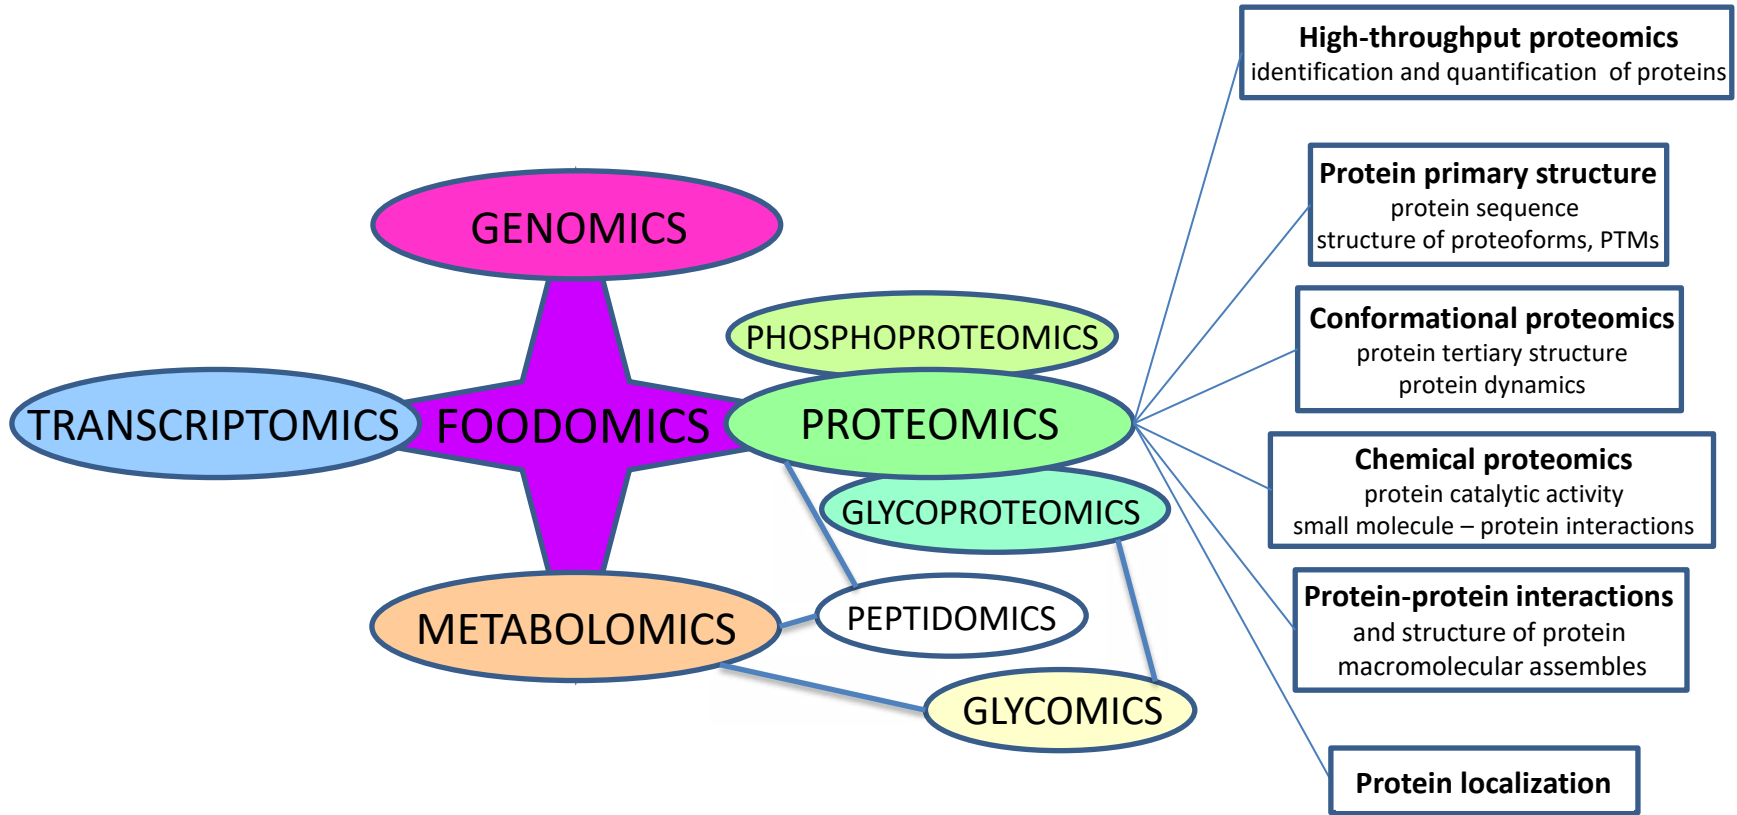 High-throughput proteomics
identification and quantification of proteins
GENOMICS
Protein primary structure
protein sequence
structure of proteoforms, PTMs
PHOSPHOPROTEOMICS
Conformational proteomics
protein tertiary structure
protein dynamics
TRANSCRIPTOMICS
FOODOMICS
PROTEOMICS
GLYCOPROTEOMICS
Chemical proteomics
protein catalytic activity
small molecule – protein interactions
METABOLOMICS
PEPTIDOMICS
Protein-protein interactions
and structure of protein
macromolecular assembles
GLYCOMICS
Protein localization